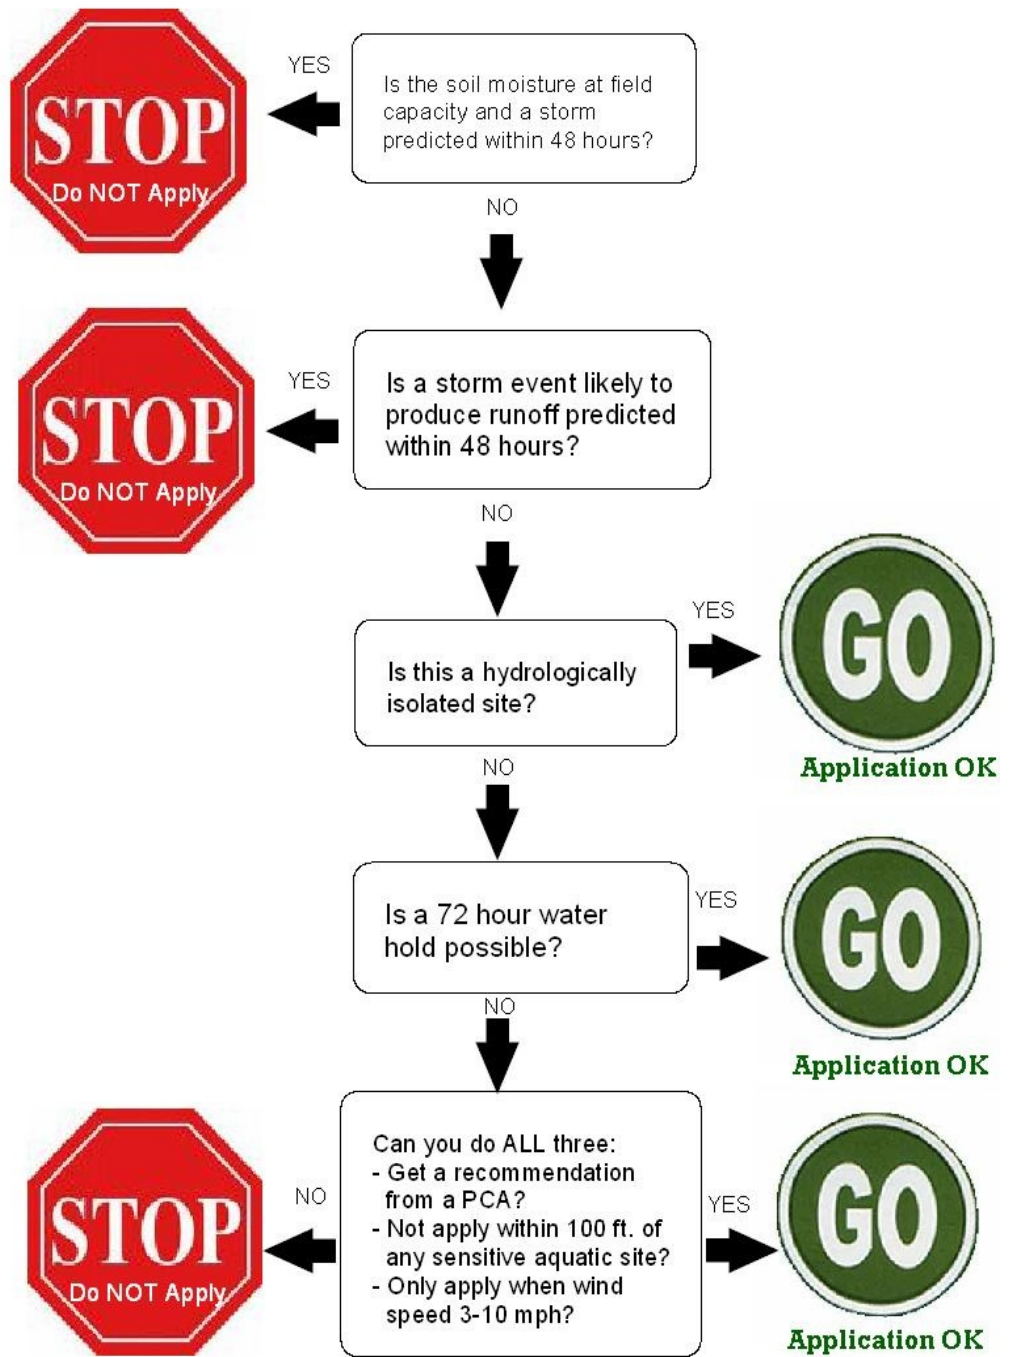 YES
Is the soil moisture at field
capacity and a storm
predicted within 48 hours?
STOP
Do NOT Apply
NO
YES
Is a storm event likely to
produce runoff predicted
within 48 hours?
STOP
Do NOT Apply
NO
YES
Is this a hydrologically
isolated site?
GO
Application OK
NO
YES
Is a 72 hour water
hold possible?
GO
Application OK
NO
Can you do ALL three:
- Get a recommendation
from a PCA?
- Not apply within 100 ft. of
any sensitive aquatic site?
- Only apply when wind
speed 3-10 mph?
NO
STOP
Do NOT Apply
YES
GO
Application OK